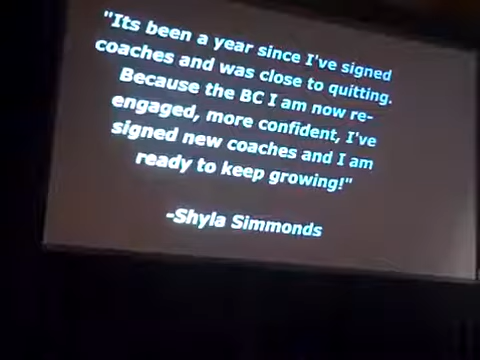 "Its been a year since I've signed
coaches and was close to quitting.
Because the BC I am now re-
engaged, more confident, I've
signed new coaches and I am
ready to keep growing!"
-Shyla Simmonds